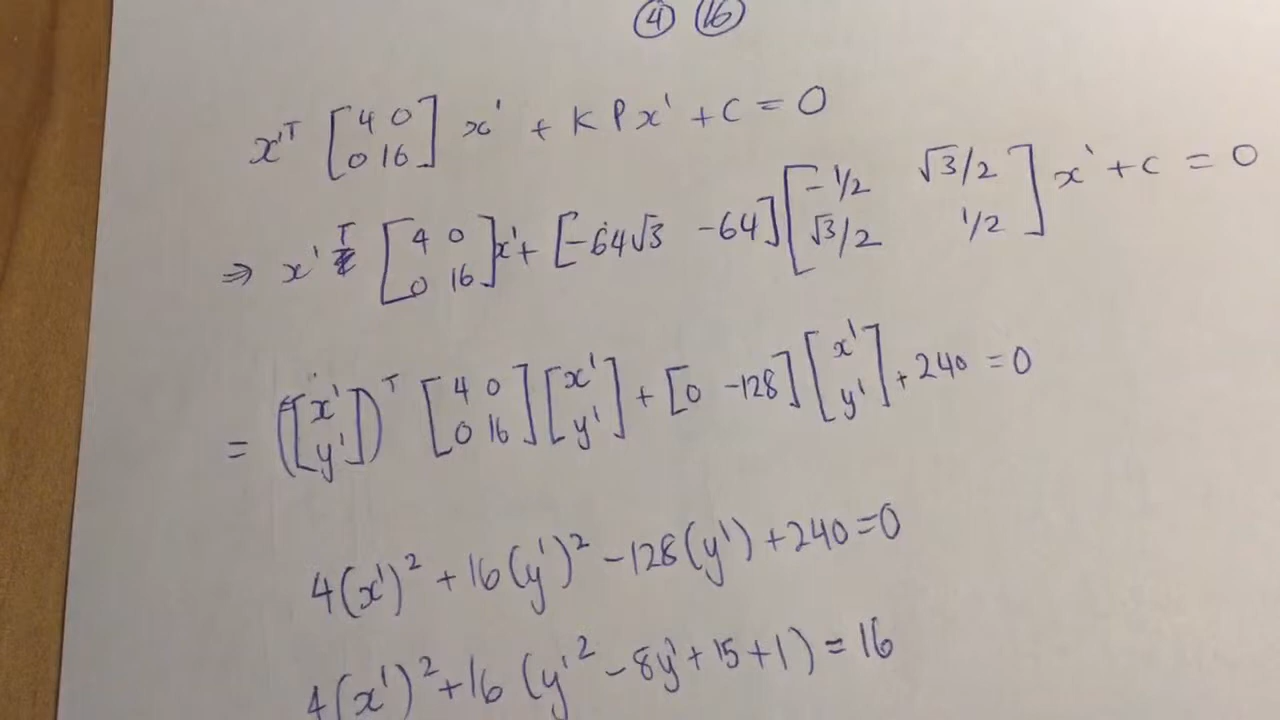 ④ ⑯
x'ᵀ [4 0; 0 16] x' + K P x' + C = 0
⇒ x'ᵀ [4 0; 0 16] x' + [-64√3 -64] [-1/2 √3/2; √3/2 1/2] x' + C = 0
= ([x'; y'])ᵀ [4 0; 0 16] [x'; y'] + [0 -128] [x'; y'] + 240 = 0
4(x')² + 16(y')² - 128(y') + 240 = 0
4(x')² + 16(y'² - 8y' + 15 + 1) = 16